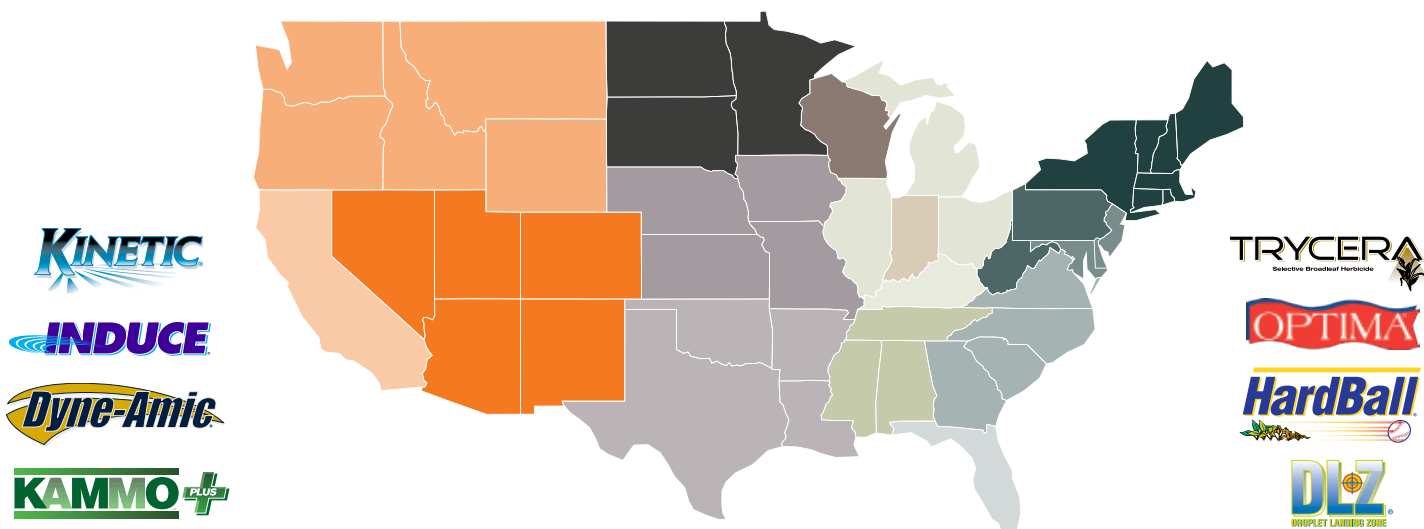 KINETIC®
INDUCE®
Dyne-Amic®
KAMMO PLUS
TRYCERA
Selective Broadleaf Herbicide
OPTIMA®
HardBall®
DLZ®
DROPLET LANDING ZONE